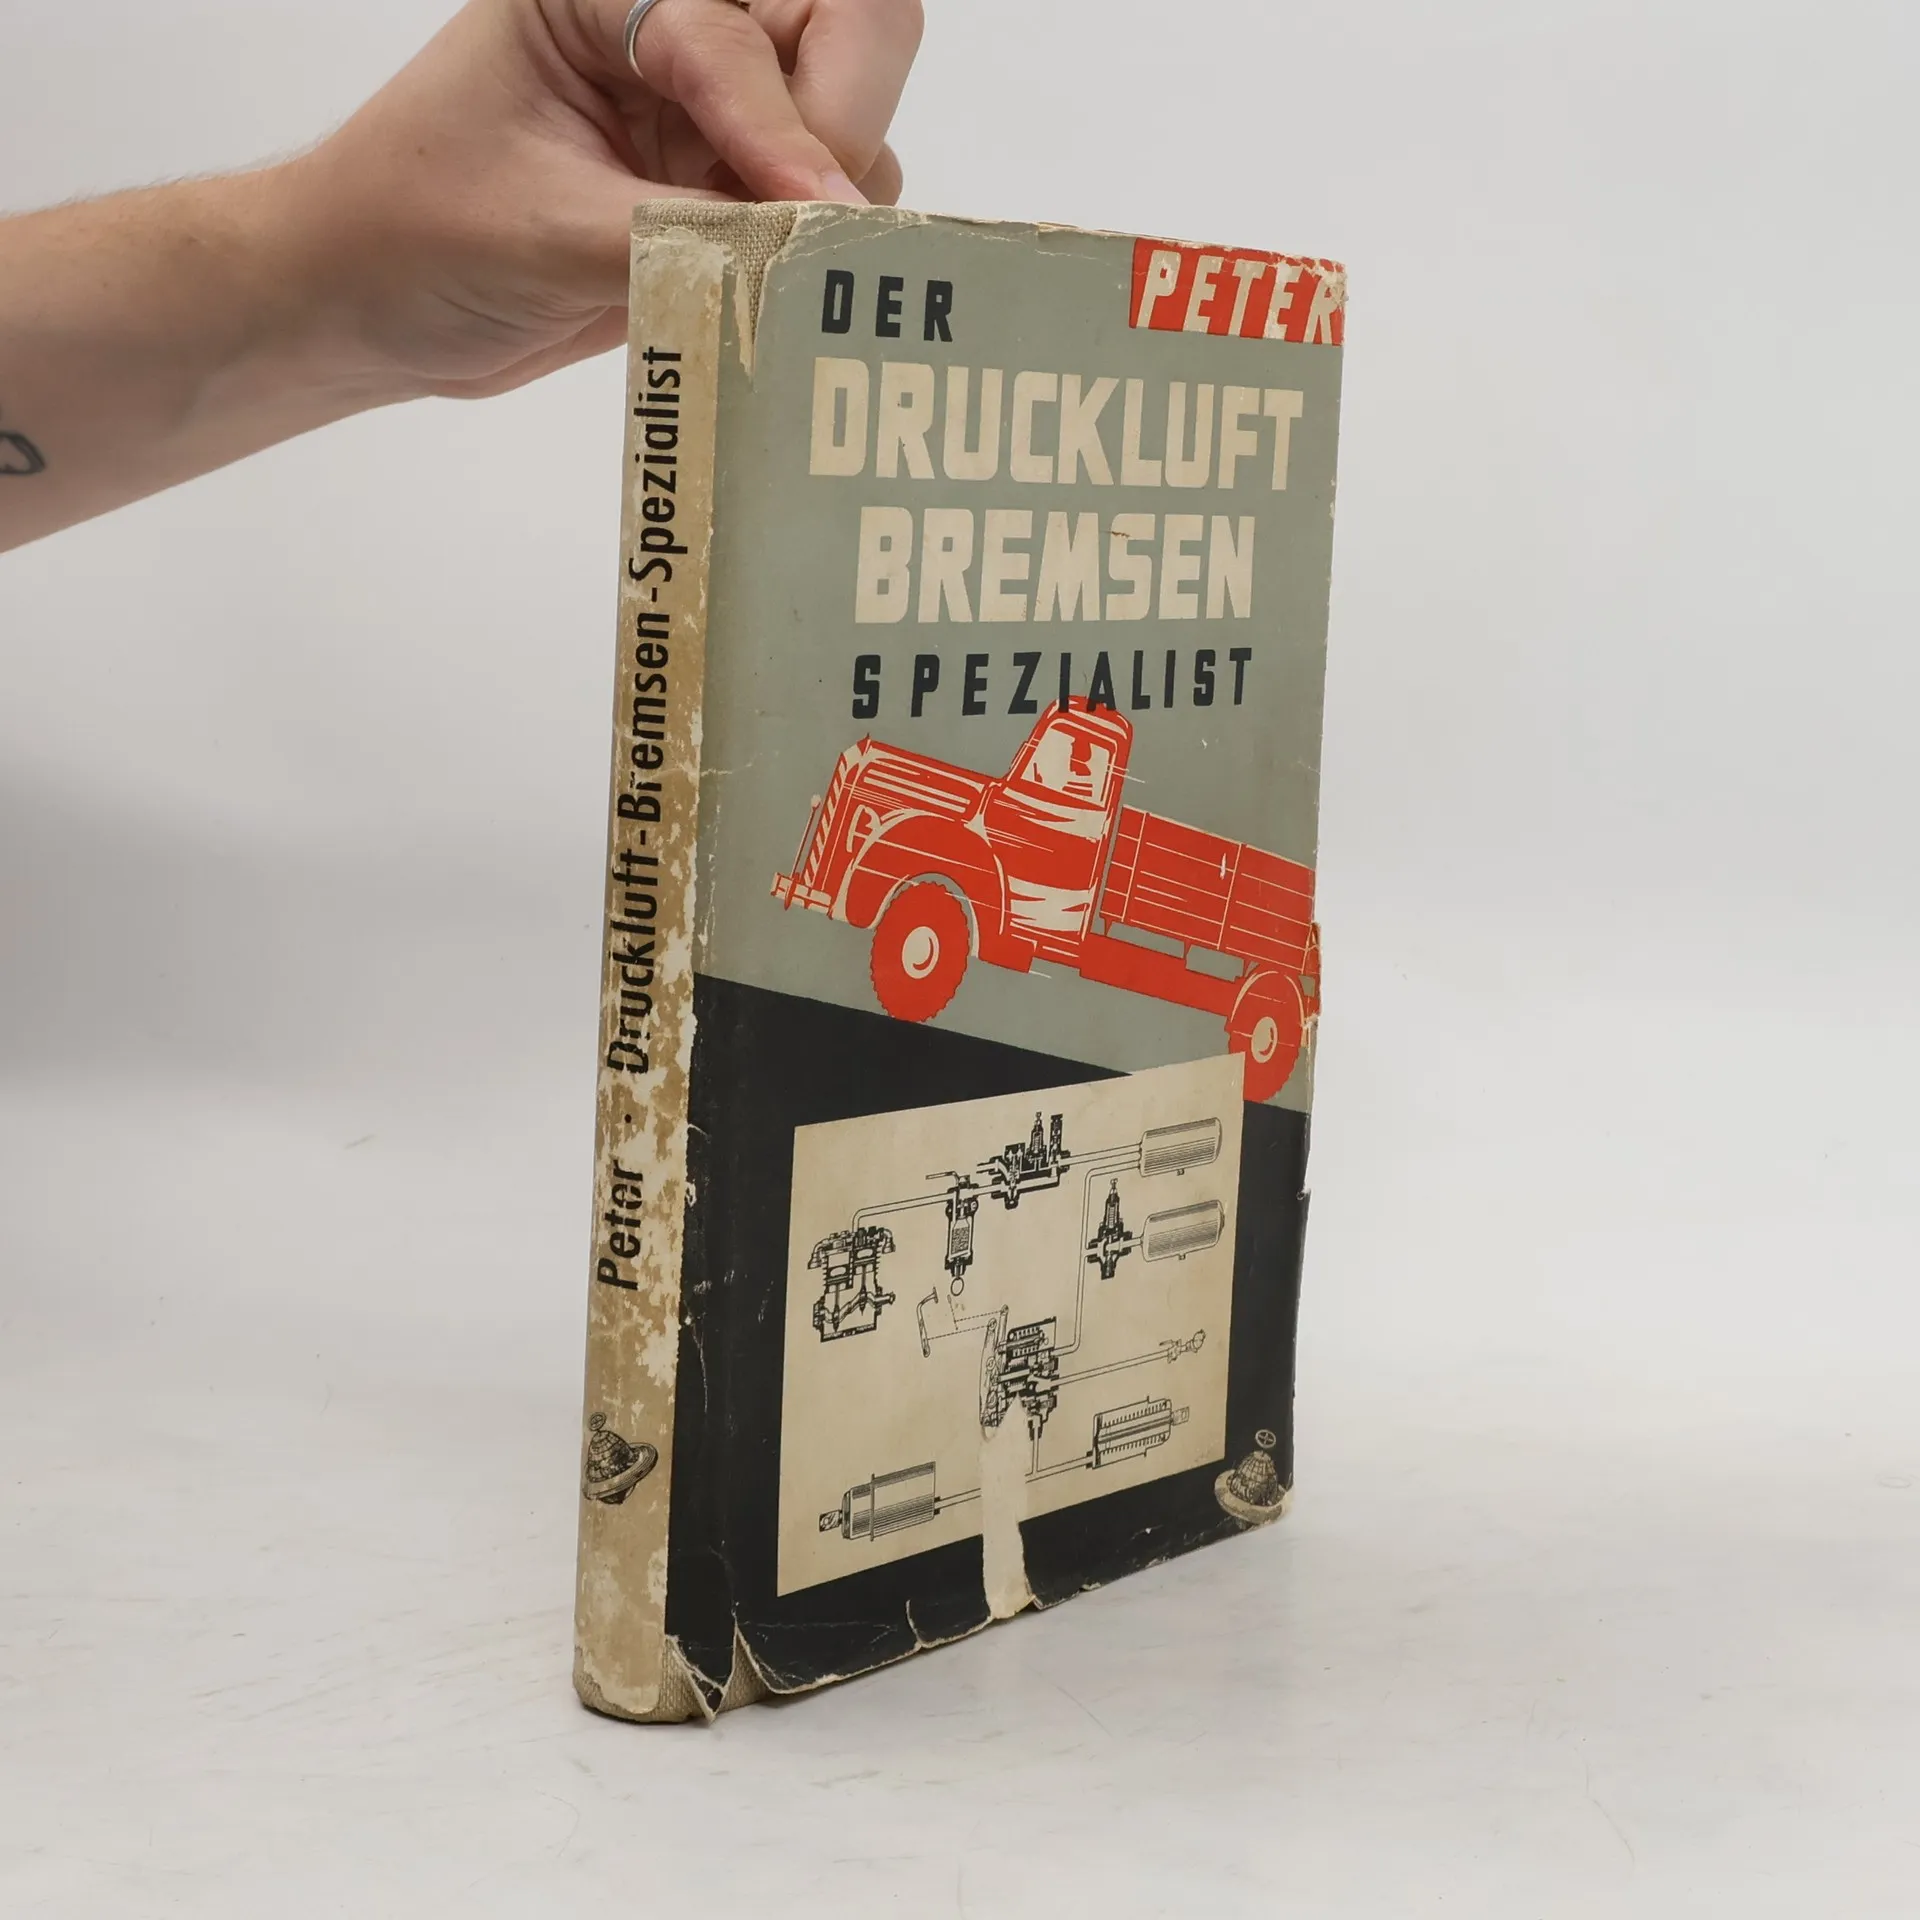 Peter · Druckluft-Bremsen-Spezialist
PETER
DER
DRUCKLUFT
BREMSEN
SPEZIALIST